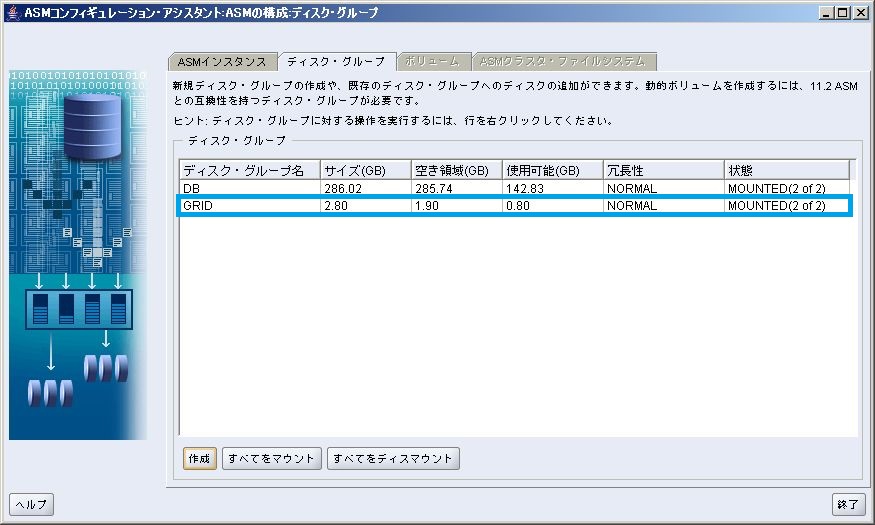 ASMコンフィギュレーション・アシスタント:ASMの構成:ディスク・グループ
ASMインスタンス ディスク・グループ ボリューム ASMクラスタ・ファイルシステム
新規ディスク・グループの作成や、既存のディスク・グループへのディスクの追加ができます。動的ボリュームを作成するには、11.2 ASM
との互換性を持つディスク・グループが必要です。
ヒント: ディスク・グループに対する操作を実行するには、行を右クリックしてください。
ディスク・グループ
ディスク・グループ名 サイズ(GB) 空き領域(GB) 使用可能(GB) 冗長性 状態
DB 286.02 285.74 142.83 NORMAL MOUNTED(2 of 2)
GRID 2.80 1.90 0.80 NORMAL MOUNTED(2 of 2)
作成 すべてをマウント すべてをディスマウント
ヘルプ 終了